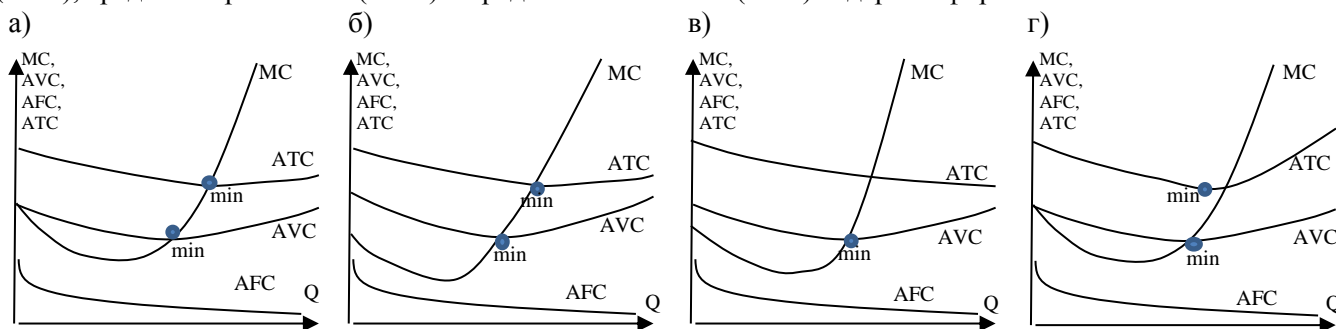 а)
MC,
AVC,
AFC,
ATC
MC
ATC
min
AVC
min
AFC
Q
б)
MC,
AVC,
AFC,
ATC
MC
ATC
min
AVC
min
AFC
Q
в)
MC,
AVC,
AFC,
ATC
MC
ATC
AVC
min
AFC
Q
г)
MC,
AVC,
AFC,
ATC
MC
ATC
min
AVC
min
AFC
Q